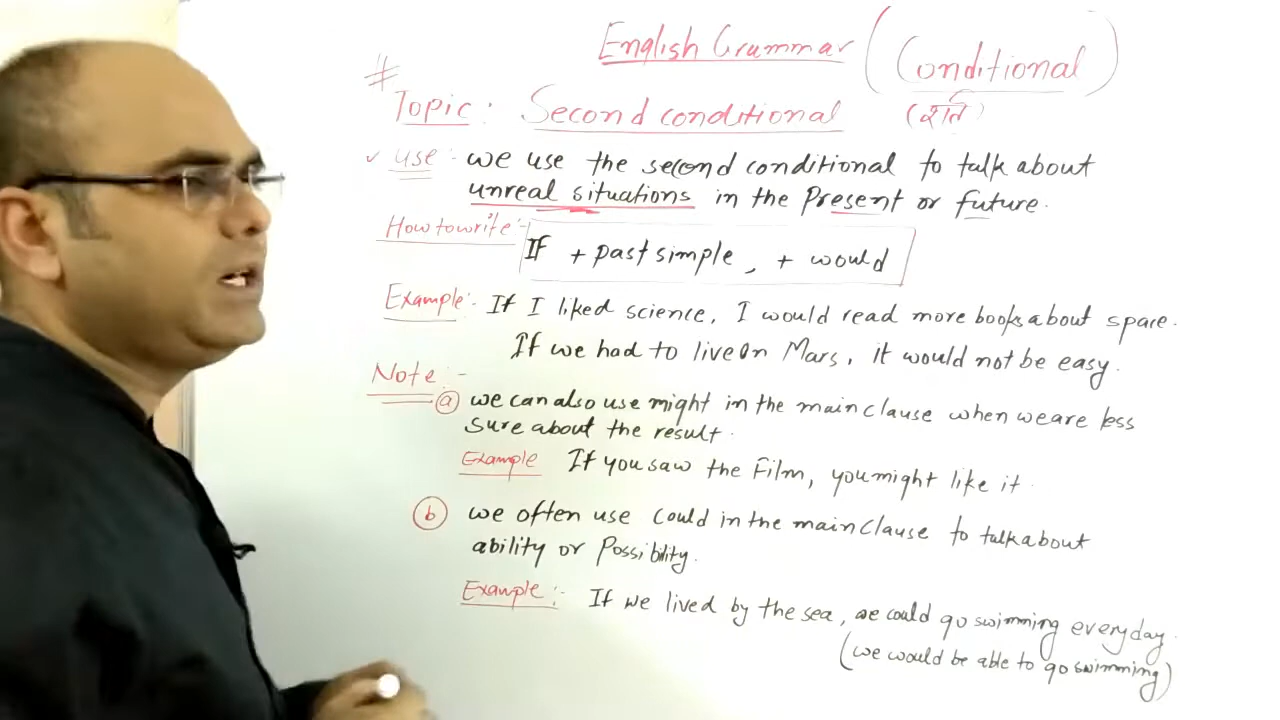 English Grammar (Conditional)
# Topic: Second conditional (शर्त)
✓ Use:- we use the second conditional to talk about
unreal situations in the Present or future.
How to write:- If + past simple, + would
Example:- If I liked science, I would read more books about space.
If we had to live On Mars, it would not be easy.
Note:-
(a) we can also use might in the main clause when we are less
sure about the result.
Example If you saw the Film, you might like it.
(b) we often use Could in the main Clause to talk about
ability or Possibility.
Example:- If we lived by the sea, we could go swimming everyday.
(we would be able to go swimming)